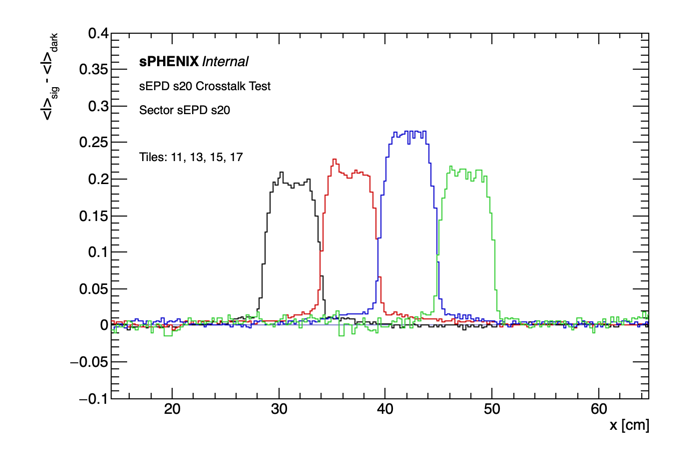 0.4
<I>sig - <I>dark
0.35
sPHENIX Internal
sEPD s20 Crosstalk Test
0.3
Sector sEPD s20
0.25
Tiles: 11, 13, 15, 17
0.2
0.15
0.1
0.05
0
−0.05
−0.1
20 30 40 50 60
x [cm]